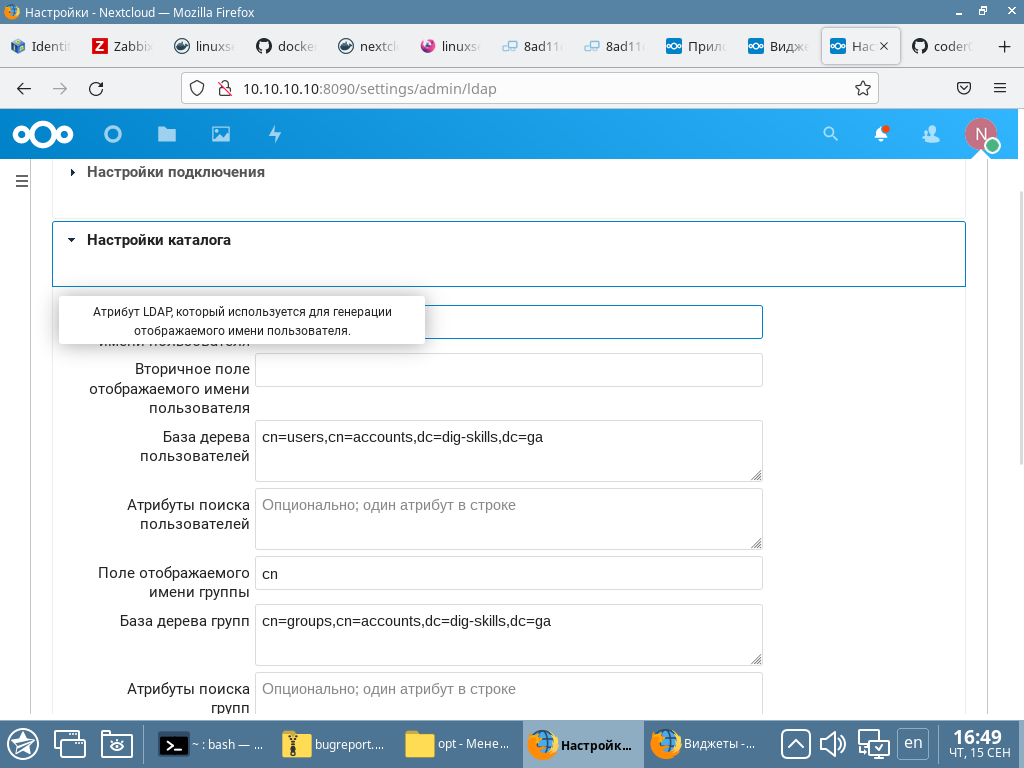 Настройки - Nextcloud — Mozilla Firefox
Identi
Zabbi
linuxse
docke
nextcl
linuxse
8ad11
8ad11
Прило
Видже
Нас
coder
10.10.10.10:8090/settings/admin/ldap
N
Настройки подключения
Настройки каталога
Атрибут LDAP, который используется для генерации
отображаемого имени пользователя.
имени пользователя
Вторичное поле
отображаемого имени
пользователя
База дерева
пользователей
cn=users,cn=accounts,dc=dig-skills,dc=ga
Атрибуты поиска
пользователей
Опционально; один атрибут в строке
Поле отображаемого
имени группы
cn
База дерева групп
cn=groups,cn=accounts,dc=dig-skills,dc=ga
Атрибуты поиска
групп
Опционально; один атрибут в строке
~ : bash — ...
bugreport....
opt - Мене...
Настройк...
Виджеты -...
en
16:49
ЧТ, 15 СЕН